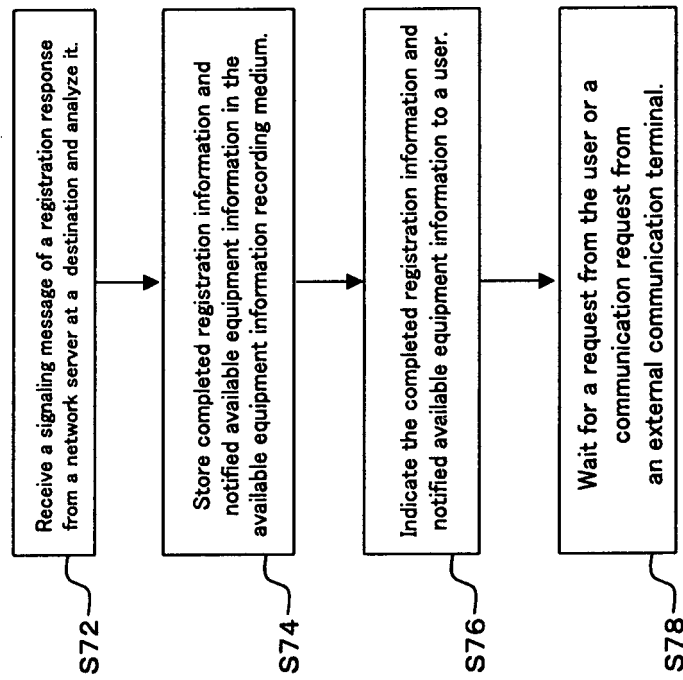 S72
Receive a signaling message of a registration response
from a network server at a destination and analyze it.
S74
Store completed registration information and
notified available equipment information in the
available equipment information recording medium.
S76
Indicate the completed registration information and
notified available equipment information to a user.
S78
Wait for a request from the user or a
communication request from
an external communication terminal.